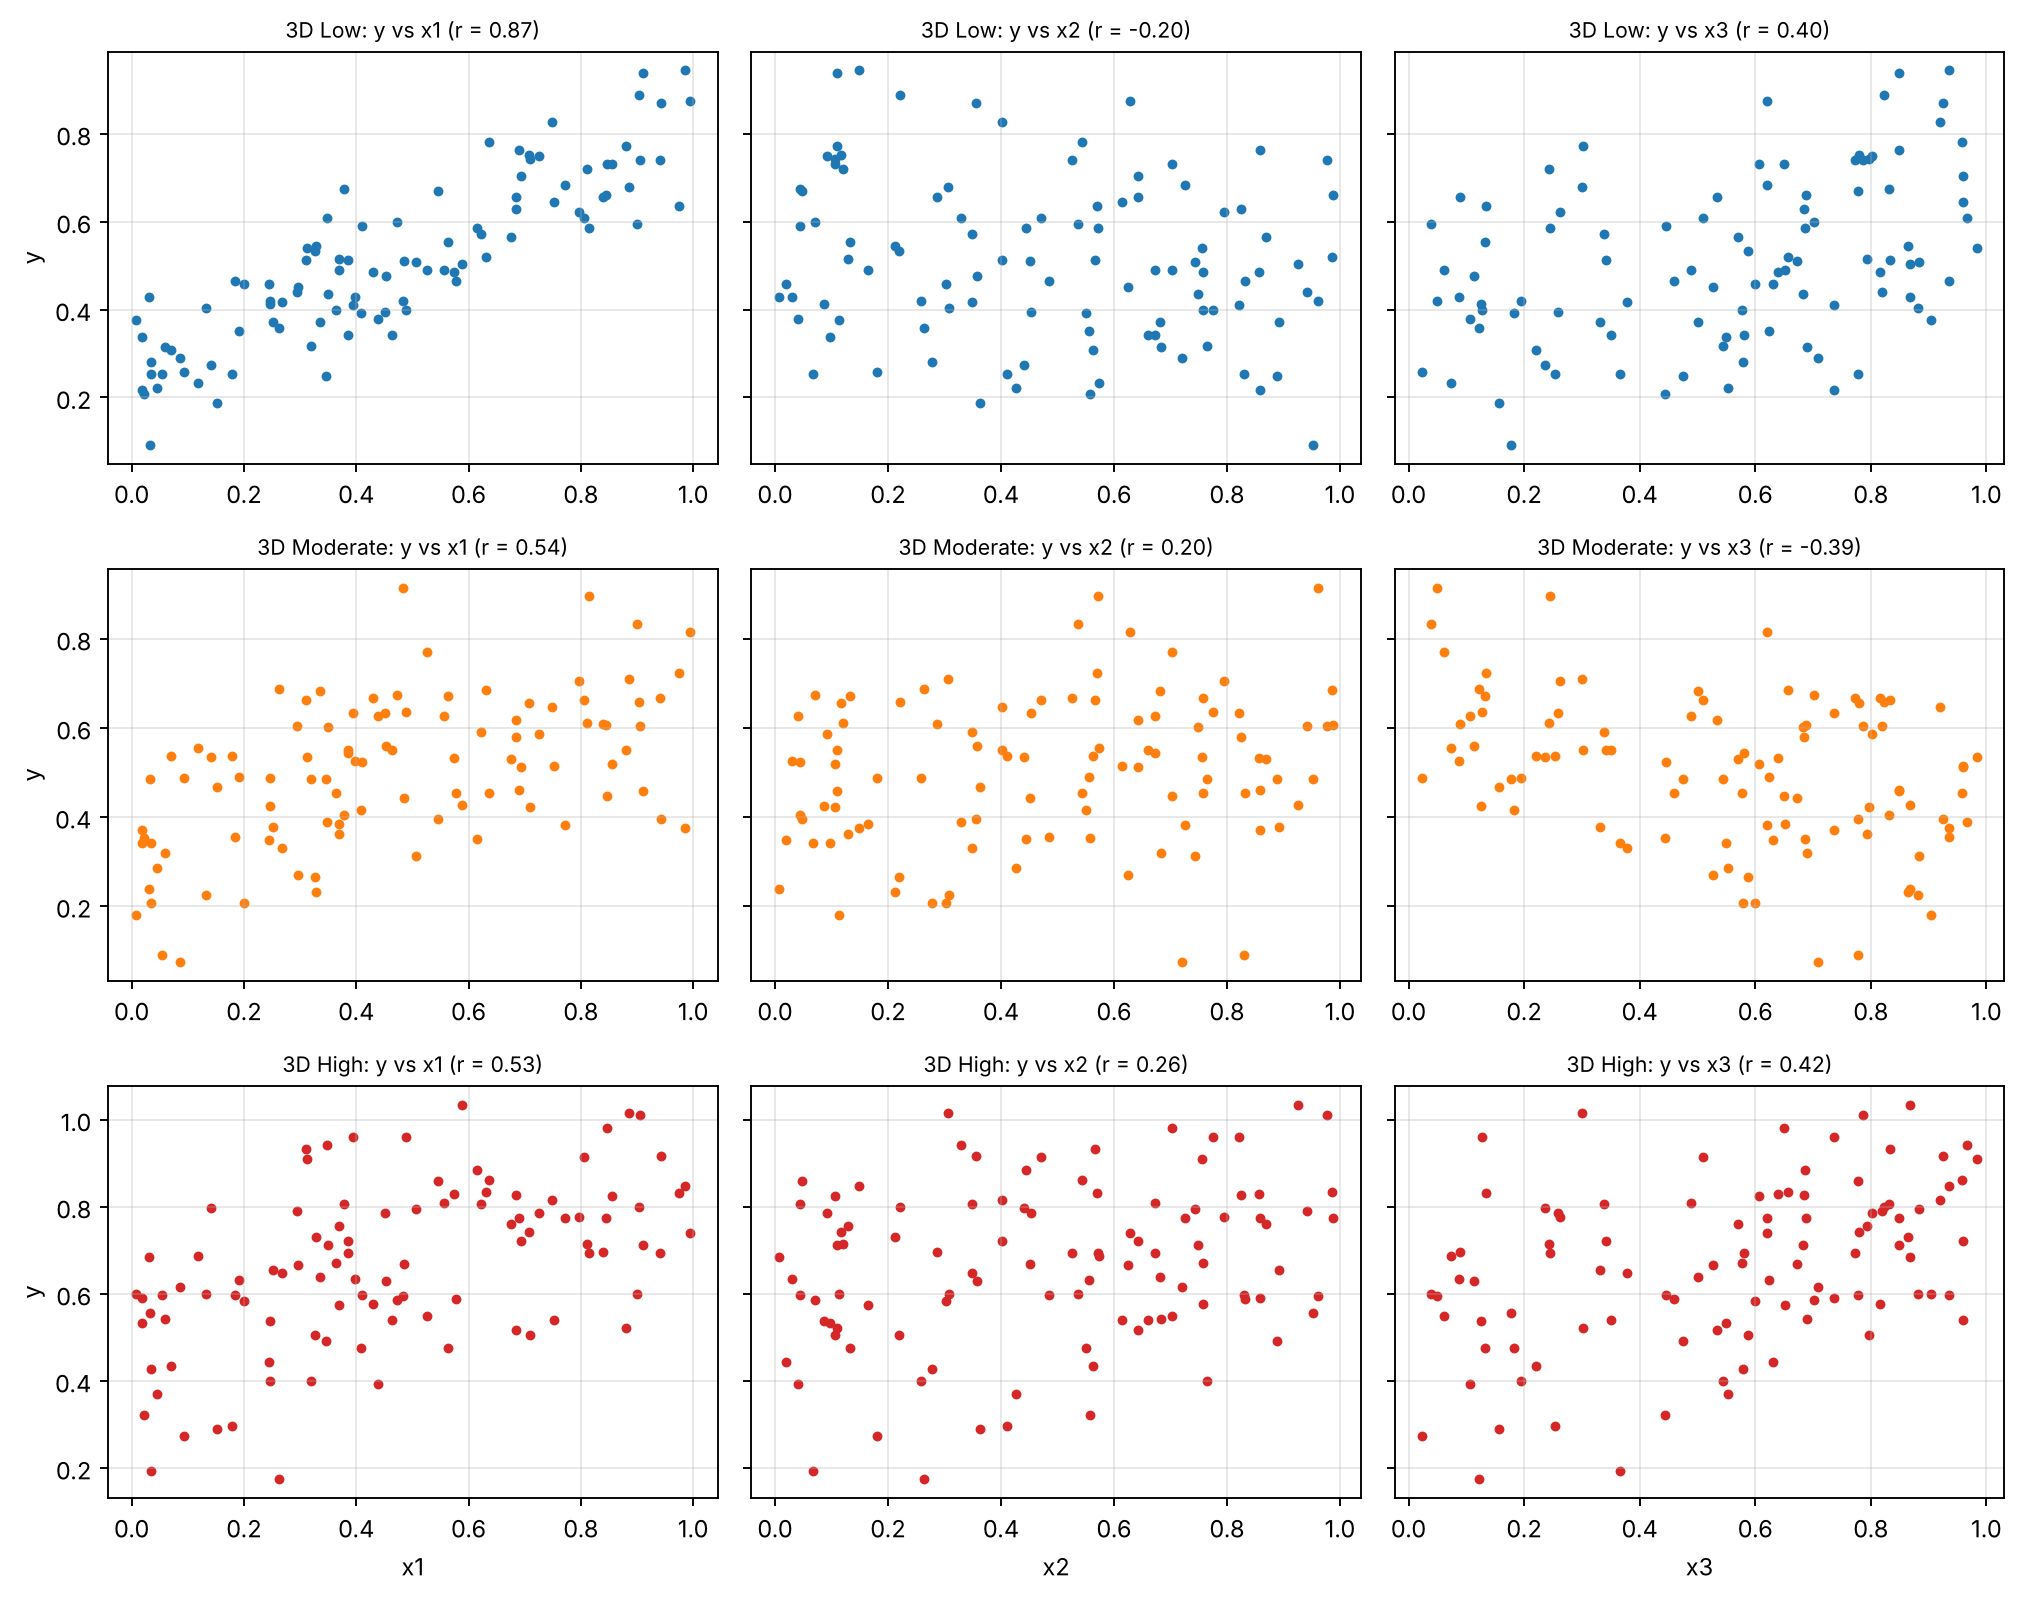 3D Low: y vs x1 (r = 0.87)
3D Low: y vs x2 (r = -0.20)
3D Low: y vs x3 (r = 0.40)
y
0.8
0.6
0.4
0.2
0.0 0.2 0.4 0.6 0.8 1.0
0.0 0.2 0.4 0.6 0.8 1.0
0.0 0.2 0.4 0.6 0.8 1.0
3D Moderate: y vs x1 (r = 0.54)
3D Moderate: y vs x2 (r = 0.20)
3D Moderate: y vs x3 (r = -0.39)
y
0.8
0.6
0.4
0.2
0.0 0.2 0.4 0.6 0.8 1.0
0.0 0.2 0.4 0.6 0.8 1.0
0.0 0.2 0.4 0.6 0.8 1.0
3D High: y vs x1 (r = 0.53)
3D High: y vs x2 (r = 0.26)
3D High: y vs x3 (r = 0.42)
y
1.0
0.8
0.6
0.4
0.2
0.0 0.2 0.4 0.6 0.8 1.0
0.0 0.2 0.4 0.6 0.8 1.0
0.0 0.2 0.4 0.6 0.8 1.0
x1
x2
x3